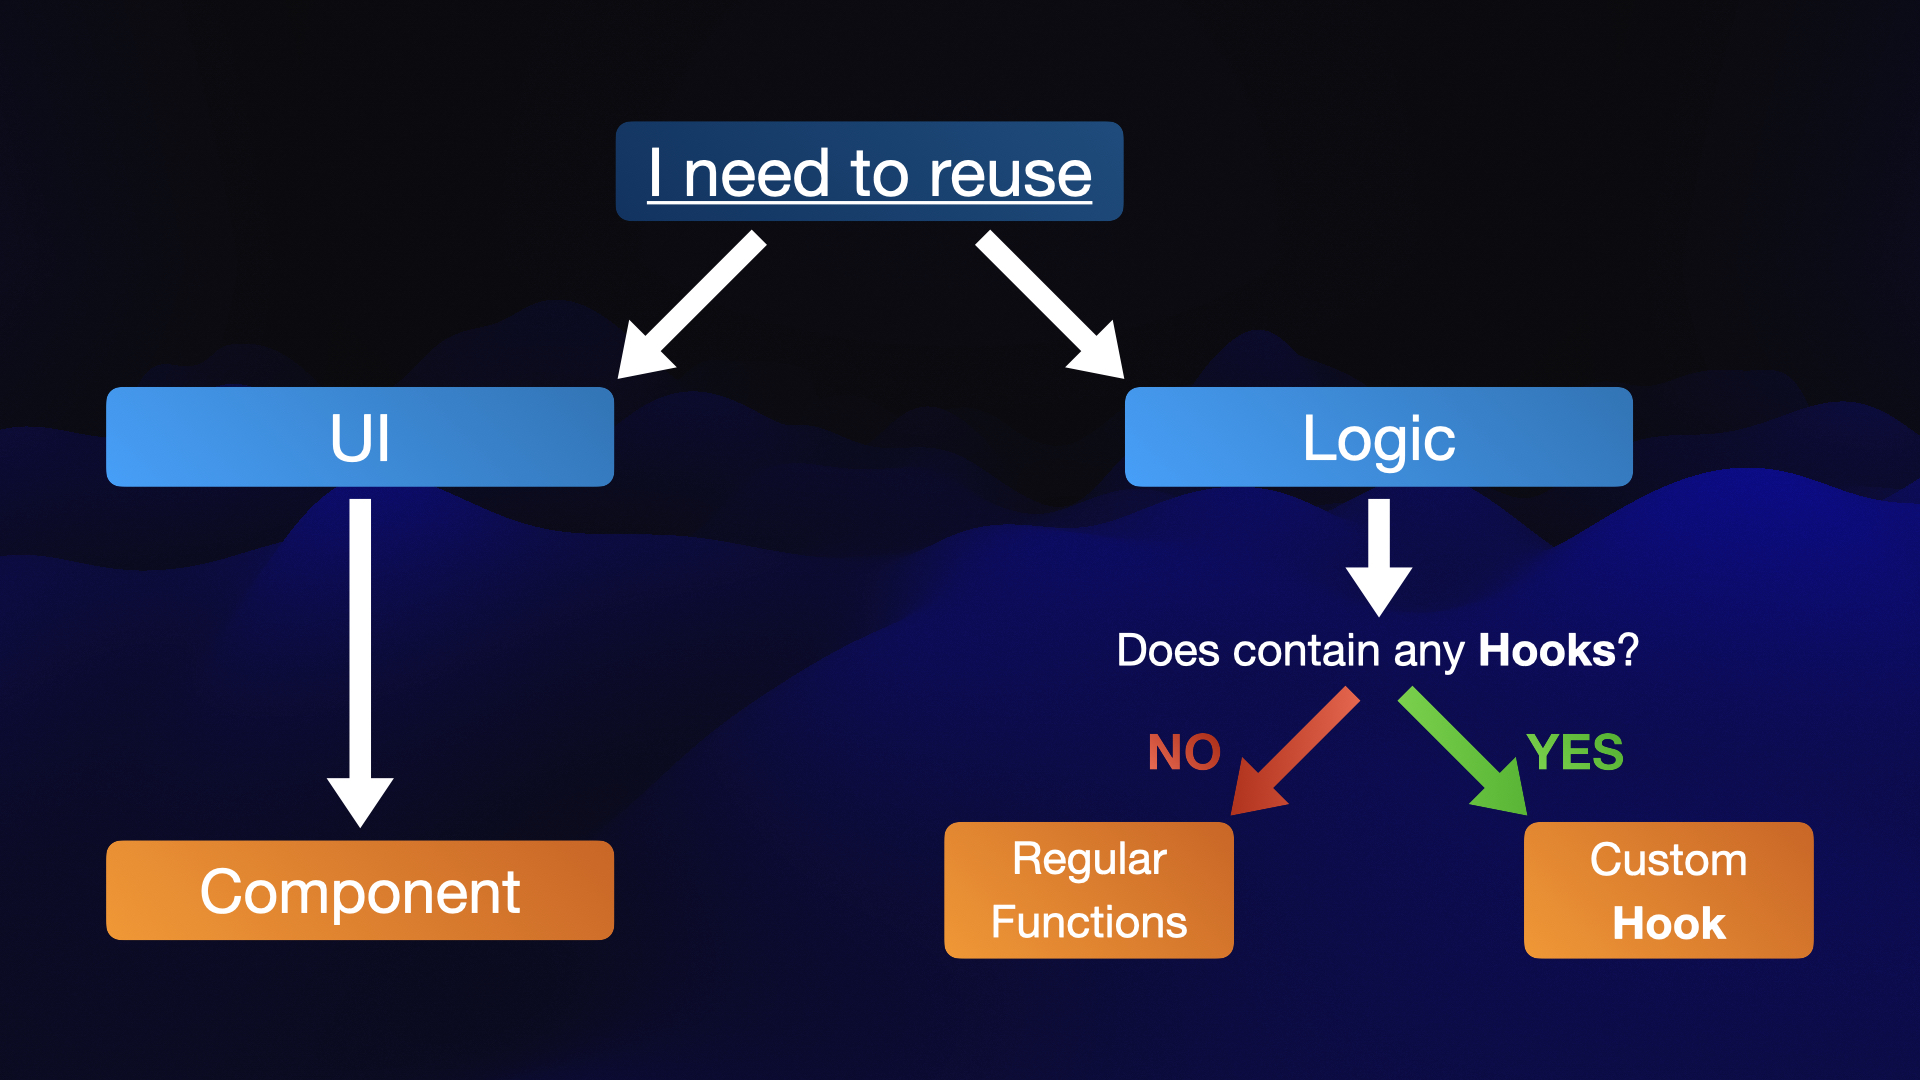 I need to reuse
UI
Logic
Does contain any Hooks?
NO
YES
Component
Regular
Functions
Custom
Hook